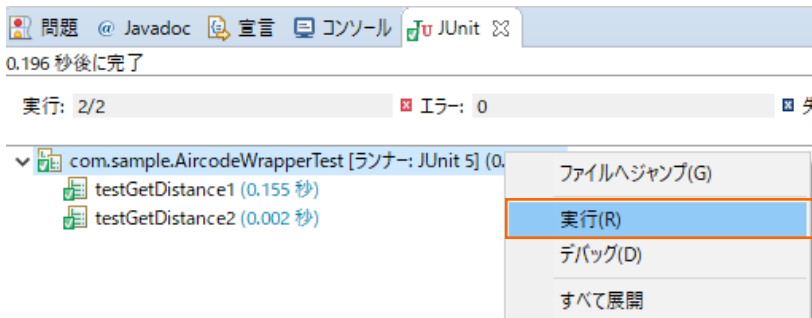 問題 @ Javadoc 宣言 コンソール JUnit
0.196 秒後に完了
実行: 2/2 エラー: 0
com.sample.AircodeWrapperTest [ランナー: JUnit 5] (0.
testGetDistance1 (0.155 秒)
testGetDistance2 (0.002 秒)
ファイルへジャンプ(G)
実行(R)
デバッグ(D)
すべて展開